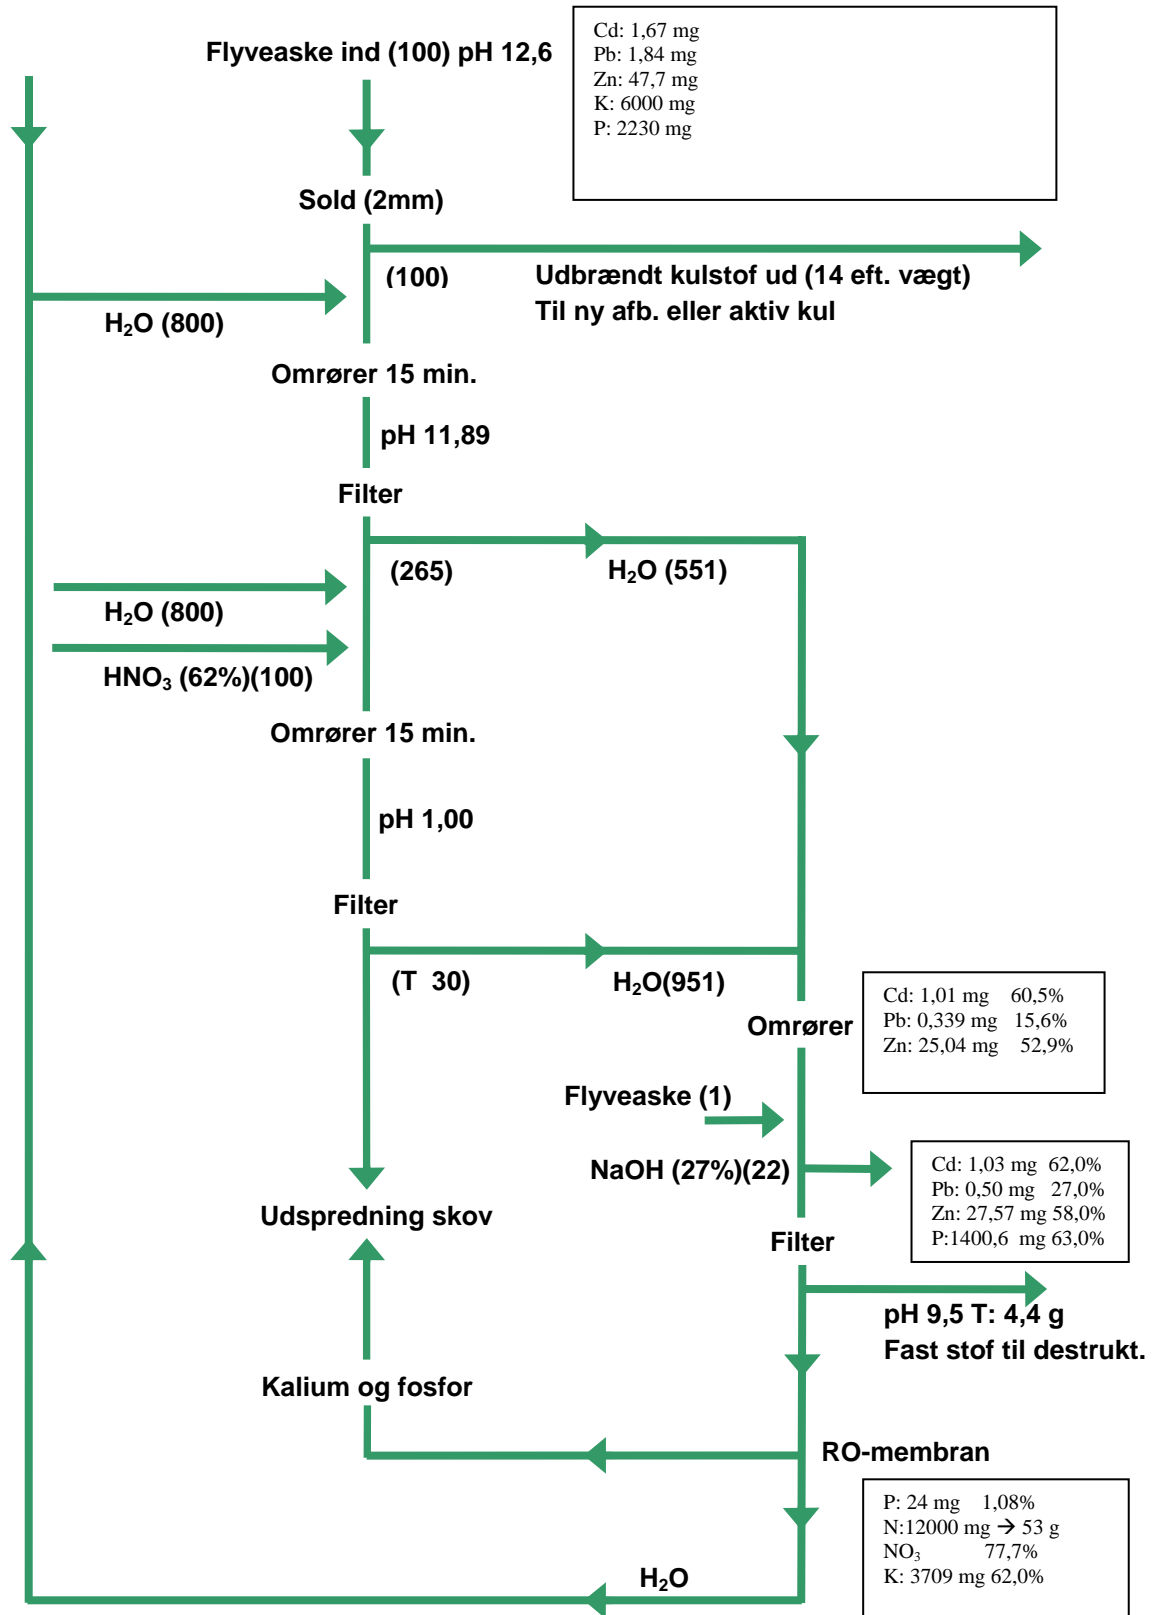 Flyveaske ind (100) pH 12,6
Cd: 1,67 mg
Pb: 1,84 mg
Zn: 47,7 mg
K: 6000 mg
P: 2230 mg
Sold (2mm)
(100)
Udbrændt kulstof ud (14 eft. vægt)
Til ny afb. eller aktiv kul
H₂O (800)
Omrører 15 min.
pH 11,89
Filter
(265)
H₂O (551)
H₂O (800)
HNO₃ (62%)(100)
Omrører 15 min.
pH 1,00
Filter
(T 30)
H₂O(951)
Omrører
Cd: 1,01 mg 60,5%
Pb: 0,339 mg 15,6%
Zn: 25,04 mg 52,9%
Flyveaske (1)
NaOH (27%)(22)
Cd: 1,03 mg 62,0%
Pb: 0,50 mg 27,0%
Zn: 27,57 mg 58,0%
P:1400,6 mg 63,0%
Udspredning skov
Filter
pH 9,5 T: 4,4 g
Fast stof til destrukt.
Kalium og fosfor
RO-membran
P: 24 mg 1,08%
N:12000 mg → 53 g
NO₃ 77,7%
K: 3709 mg 62,0%
H₂O